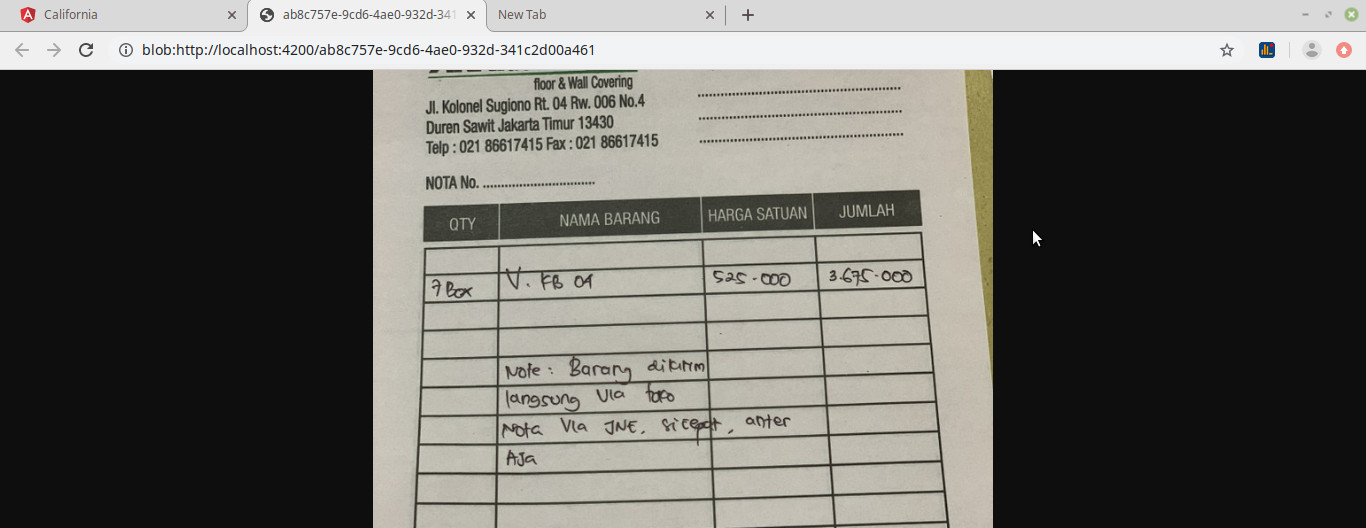 California
ab8c757e-9cd6-4ae0-932d-341
New Tab
blob:http://localhost:4200/ab8c757e-9cd6-4ae0-932d-341c2d00a461
floor & Wall Covering
Jl. Kolonel Sugiono Rt. 04 Rw. 006 No.4
Duren Sawit Jakarta Timur 13430
Telp : 021 86617415 Fax : 021 86617415
NOTA No. ..............................
QTY NAMA BARANG HARGA SATUAN JUMLAH
7 Box V. KB 04 525.000 3.675.000
Note : Barang dikirim
langsung Via toko
Nota Via JNE, Sicepat, anter
AJa